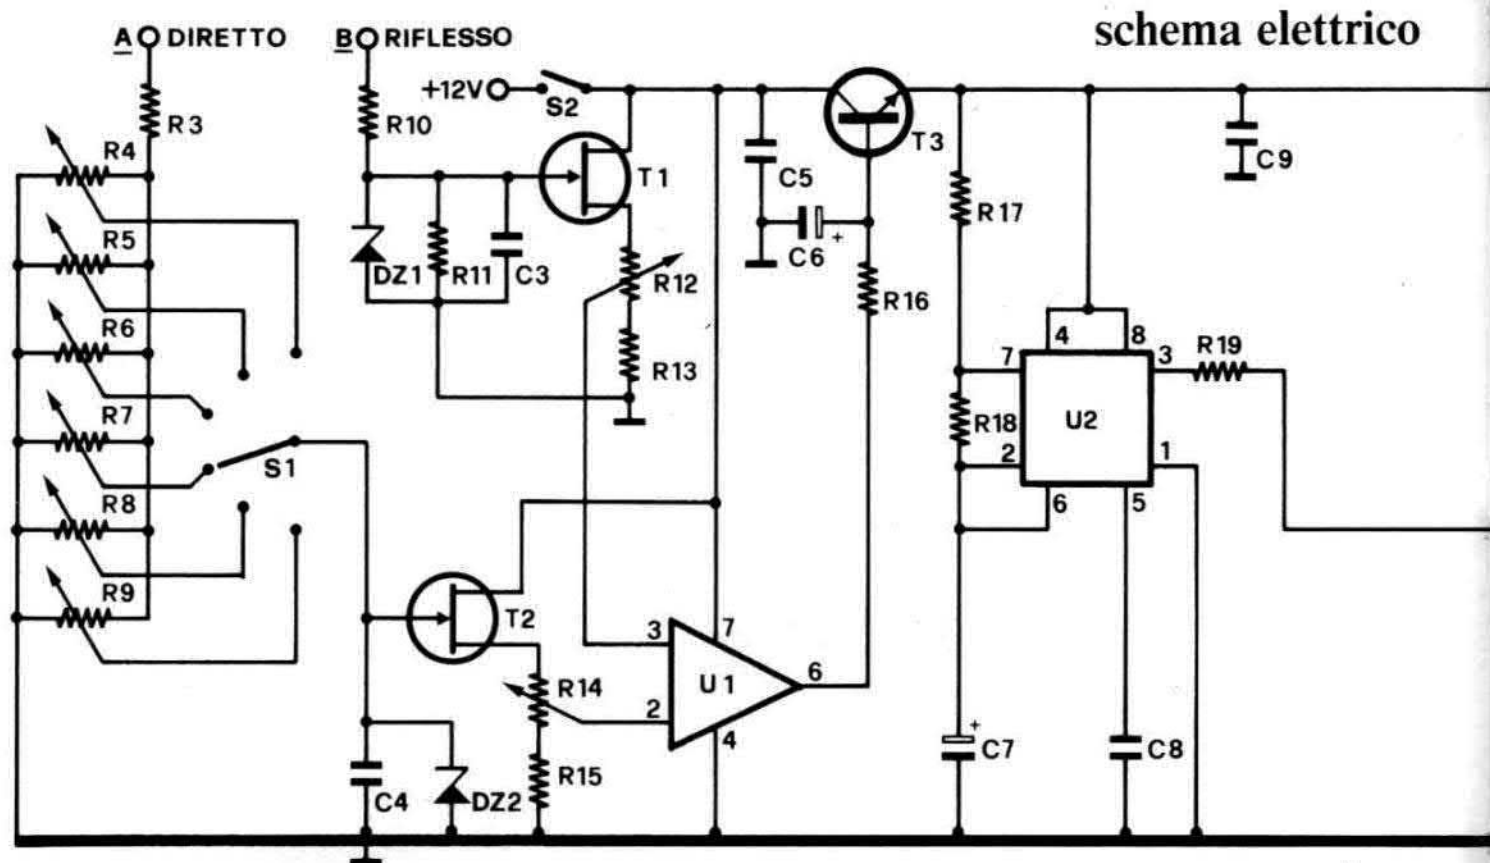 schema elettrico
A DIRETTO
B RIFLESSO
+12V
S2
R3
R10
R4
T1
T3
C5
C9
R5
DZ1
R11
C3
R12
C6
+
R17
R16
R6
R13
4
8
7
3
R19
R7
R18
U2
S1
2
1
6
5
R8
R9
T2
3
7
R14
U1
6
2
4
+
C7
C8
R15
C4
DZ2